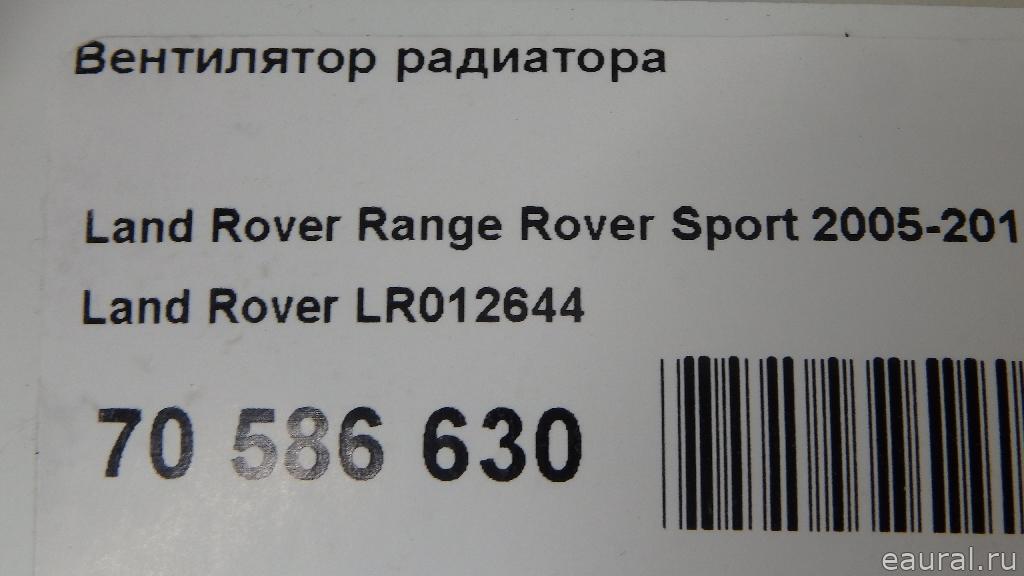 Вентилятор радиатора
Land Rover Range Rover Sport 2005-201
Land Rover LR012644
70 586 630
eaural.ru